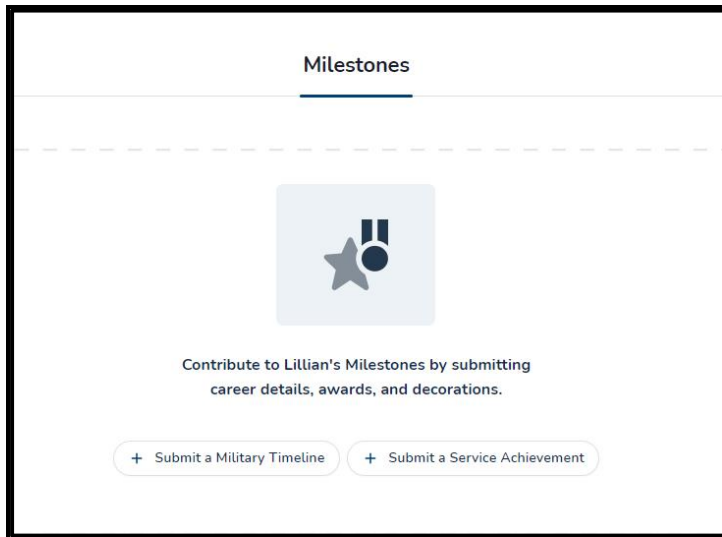 Milestones
Contribute to Lillian's Milestones by submitting
career details, awards, and decorations.
+ Submit a Military Timeline
+ Submit a Service Achievement